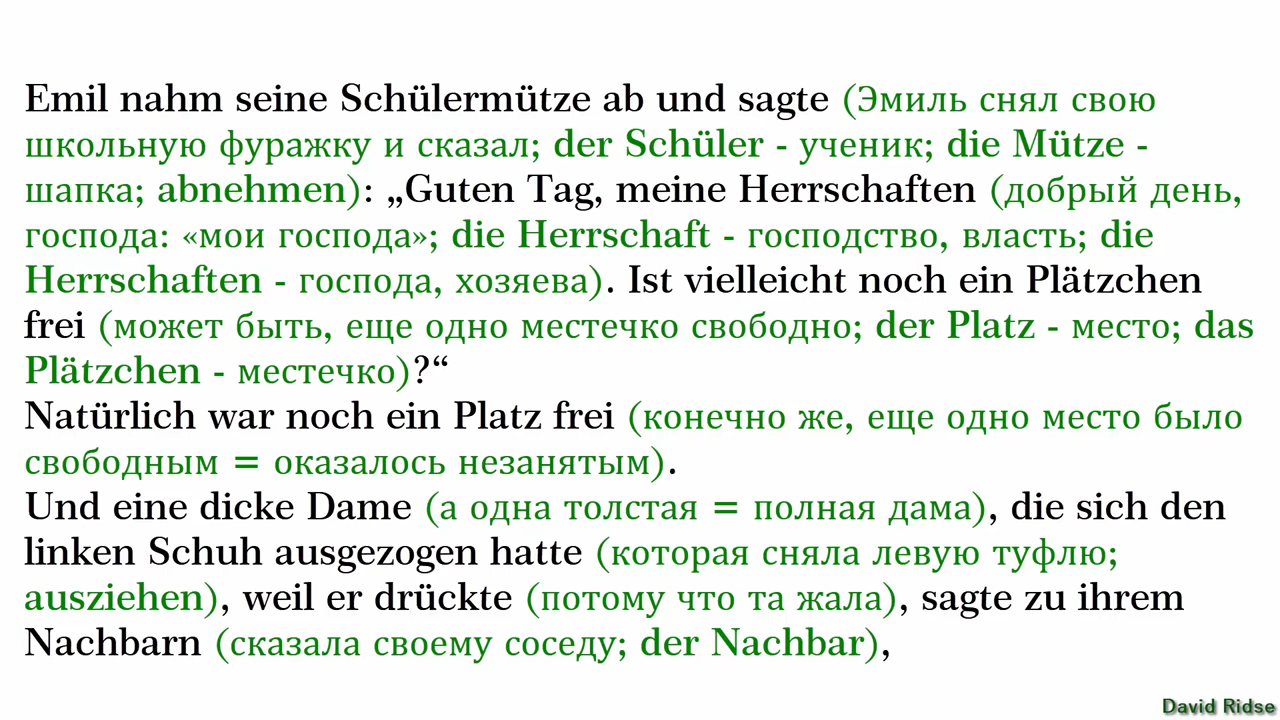 Emil nahm seine Schülermütze ab und sagte (Эмиль снял свою
школьную фуражку и сказал; der Schüler - ученик; die Mütze -
шапка; abnehmen): „Guten Tag, meine Herrschaften (добрый день,
господа: «мои господа»; die Herrschaft - господство, власть; die
Herrschaften - господа, хозяева). Ist vielleicht noch ein Plätzchen
frei (может быть, еще одно местечко свободно; der Platz - место; das
Plätzchen - местечко)?“
Natürlich war noch ein Platz frei (конечно же, еще одно место было
свободным = оказалось незанятым).
Und eine dicke Dame (а одна толстая = полная дама), die sich den
linken Schuh ausgezogen hatte (которая сняла левую туфлю;
ausziehen), weil er drückte (потому что та жала), sagte zu ihrem
Nachbarn (сказала своему соседу; der Nachbar),
David Ridse